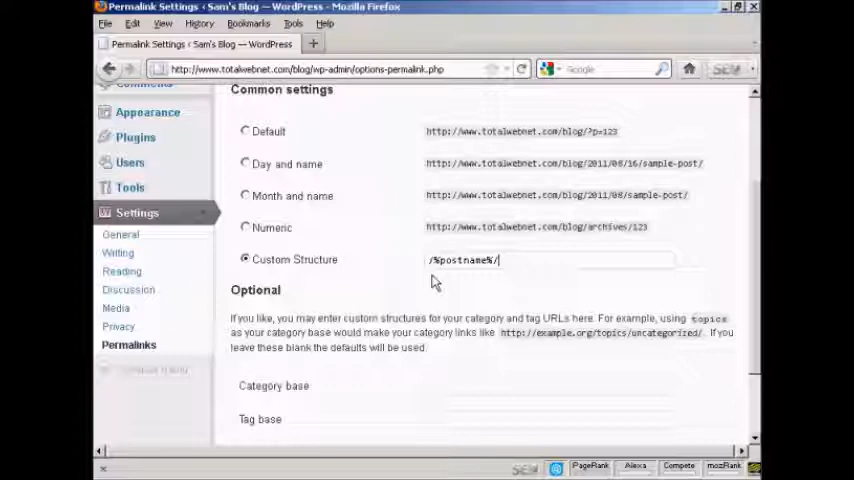 Permalink Settings ‹ Sam's Blog — WordPress - Mozilla Firefox
File Edit View History Bookmarks Tools Help
Permalink Settings ‹ Sam's Blog — WordPress
http://www.totalwebnet.com/blog/wp-admin/options-permalink.php
Google
SEM
Comments
Appearance
Plugins
Users
Tools
Settings
General
Writing
Reading
Discussion
Media
Privacy
Permalinks
Common settings
Default http://www.totalwebnet.com/blog/?p=123
Day and name http://www.totalwebnet.com/blog/2011/08/16/sample-post/
Month and name http://www.totalwebnet.com/blog/2011/08/sample-post/
Numeric http://www.totalwebnet.com/blog/archives/123
Custom Structure /%postname%/
Optional
If you like, you may enter custom structures for your category and tag URLs here. For example, using topics
as your category base would make your category links like http://example.org/topics/uncategorized/. If you
leave these blank the defaults will be used.
Category base
Tag base
SEM PageRank Alexa Compete mozRank